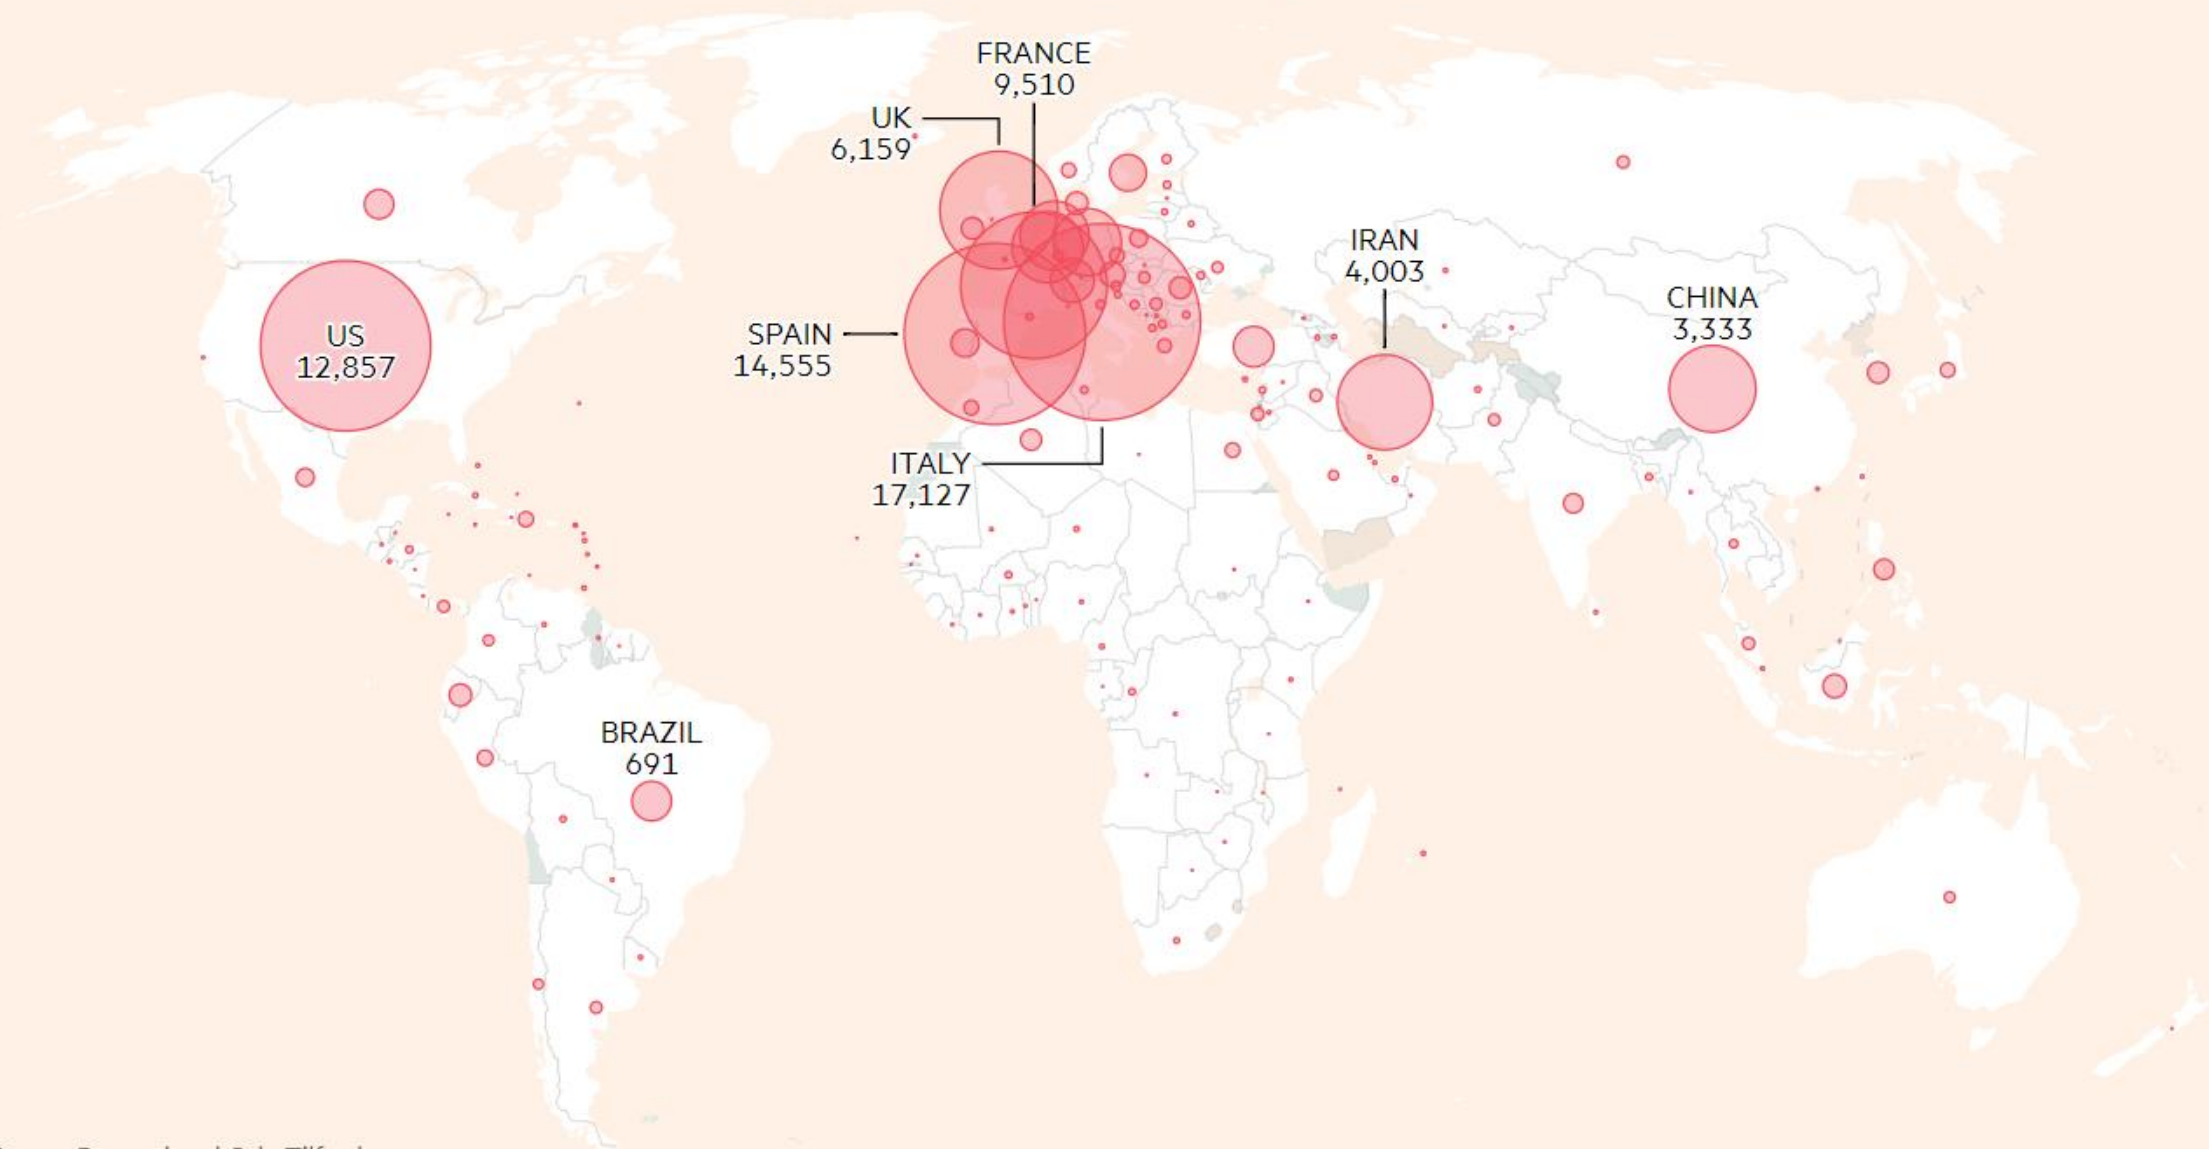 FRANCE
9,510
UK
6,159
IRAN
4,003
CHINA
3,333
US
12,857
SPAIN
14,555
ITALY
17,127
BRAZIL
691